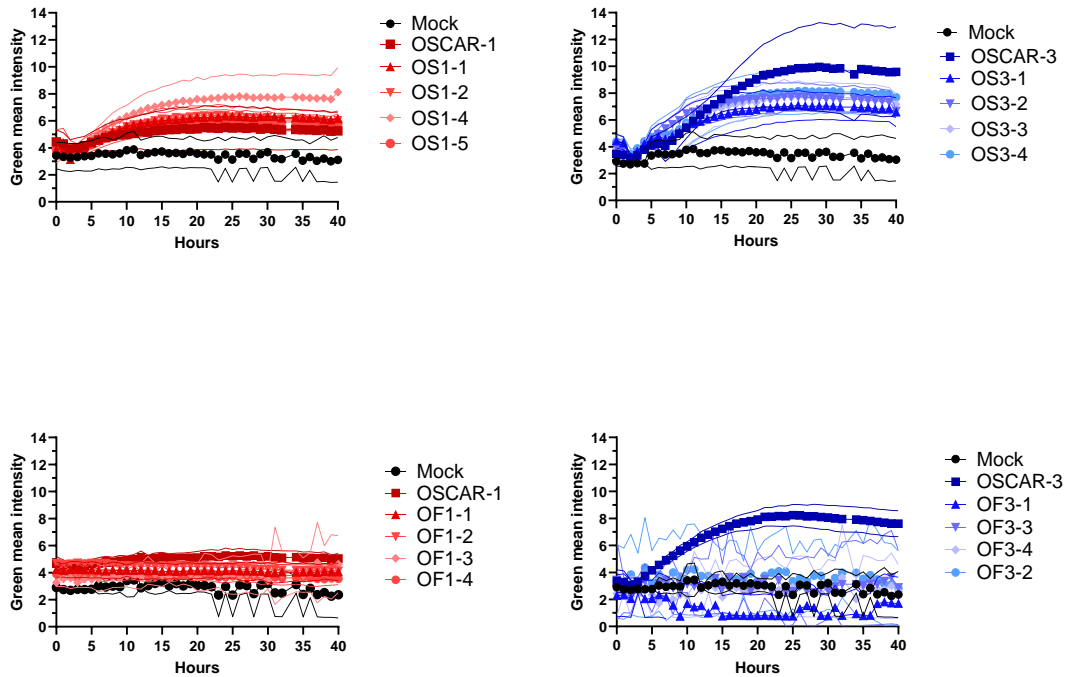 Green mean intensity
14
12
10
8
6
4
2
0
0 5 10 15 20 25 30 35 40
Hours
Mock
OSCAR-1
OS1-1
OS1-2
OS1-4
OS1-5
Green mean intensity
14
12
10
8
6
4
2
0
0 5 10 15 20 25 30 35 40
Hours
Mock
OSCAR-3
OS3-1
OS3-2
OS3-3
OS3-4
Green mean intensity
14
12
10
8
6
4
2
0
0 5 10 15 20 25 30 35 40
Hours
Mock
OSCAR-1
OF1-1
OF1-2
OF1-3
OF1-4
Green mean intensity
14
12
10
8
6
4
2
0
0 5 10 15 20 25 30 35 40
Hours
Mock
OSCAR-3
OF3-1
OF3-3
OF3-4
OF3-2